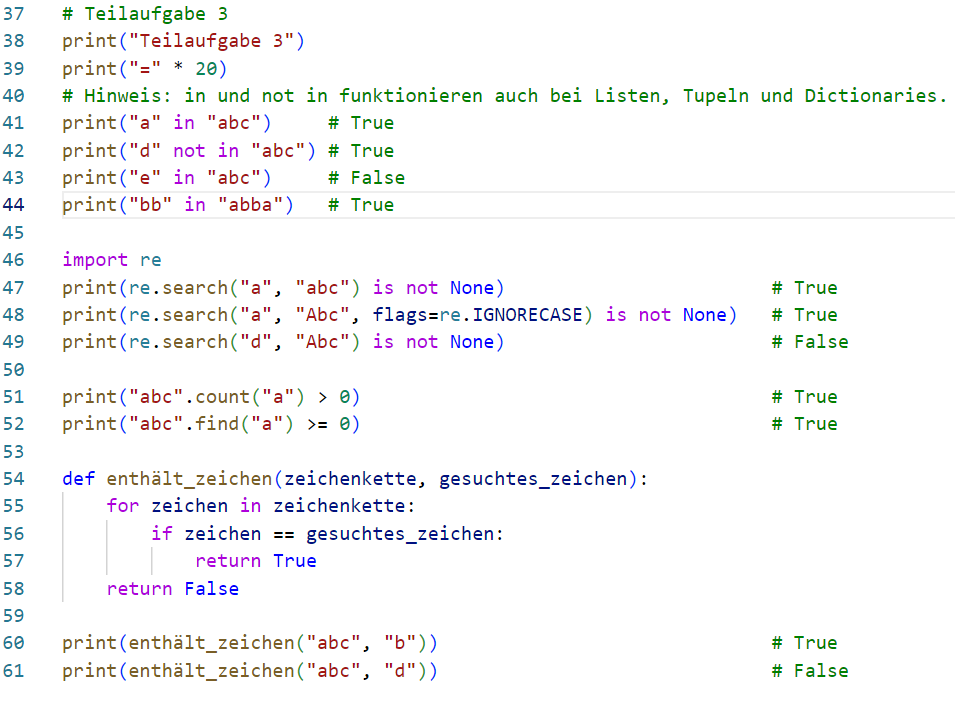 37 # Teilaufgabe 3
38 print("Teilaufgabe 3")
39 print("=" * 20)
40 # Hinweis: in und not in funktionieren auch bei Listen, Tupeln und Dictionaries.
41 print("a" in "abc")     # True
42 print("d" not in "abc") # True
43 print("e" in "abc")     # False
44 print("bb" in "abba")   # True
45
46 import re
47 print(re.search("a", "abc") is not None)                        # True
48 print(re.search("a", "Abc", flags=re.IGNORECASE) is not None)   # True
49 print(re.search("d", "Abc") is not None)                        # False
50
51 print("abc".count("a") > 0)                                     # True
52 print("abc".find("a") >= 0)                                     # True
53
54 def enthält_zeichen(zeichenkette, gesuchtes_zeichen):
55     for zeichen in zeichenkette:
56         if zeichen == gesuchtes_zeichen:
57             return True
58     return False
59
60 print(enthält_zeichen("abc", "b"))                              # True
61 print(enthält_zeichen("abc", "d"))                              # False